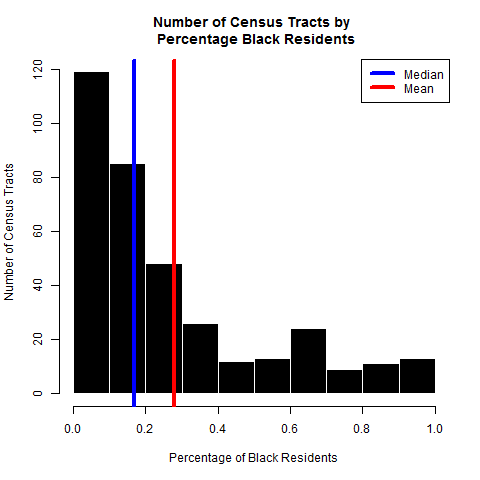 Number of Census Tracts by
Percentage Black Residents
Median
Mean
Number of Census Tracts
120
100
80
60
40
20
0
0.0 0.2 0.4 0.6 0.8 1.0
Percentage of Black Residents